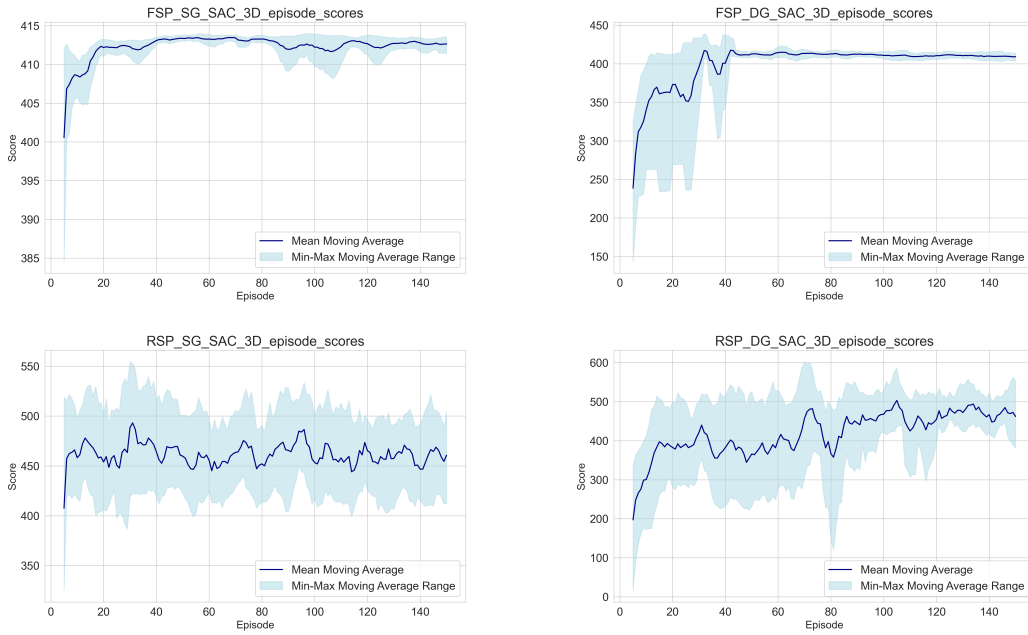 FSP_SG_SAC_3D_episode_scores
415
410
405
400
395
390
385
Score
0 20 40 60 80 100 120 140
Episode
Mean Moving Average
Min-Max Moving Average Range
FSP_DG_SAC_3D_episode_scores
450
400
350
300
250
200
150
Score
0 20 40 60 80 100 120 140
Episode
Mean Moving Average
Min-Max Moving Average Range
RSP_SG_SAC_3D_episode_scores
550
500
450
400
350
Score
0 20 40 60 80 100 120 140
Episode
Mean Moving Average
Min-Max Moving Average Range
RSP_DG_SAC_3D_episode_scores
600
500
400
300
200
100
0
Score
0 20 40 60 80 100 120 140
Episode
Mean Moving Average
Min-Max Moving Average Range